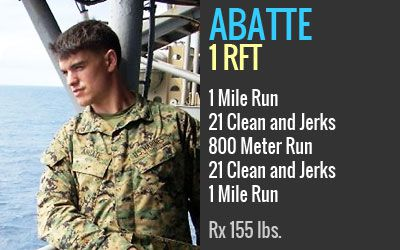 ABATTE
1 RFT
1 Mile Run
21 Clean and Jerks
800 Meter Run
21 Clean and Jerks
1 Mile Run
Rx 155 lbs.